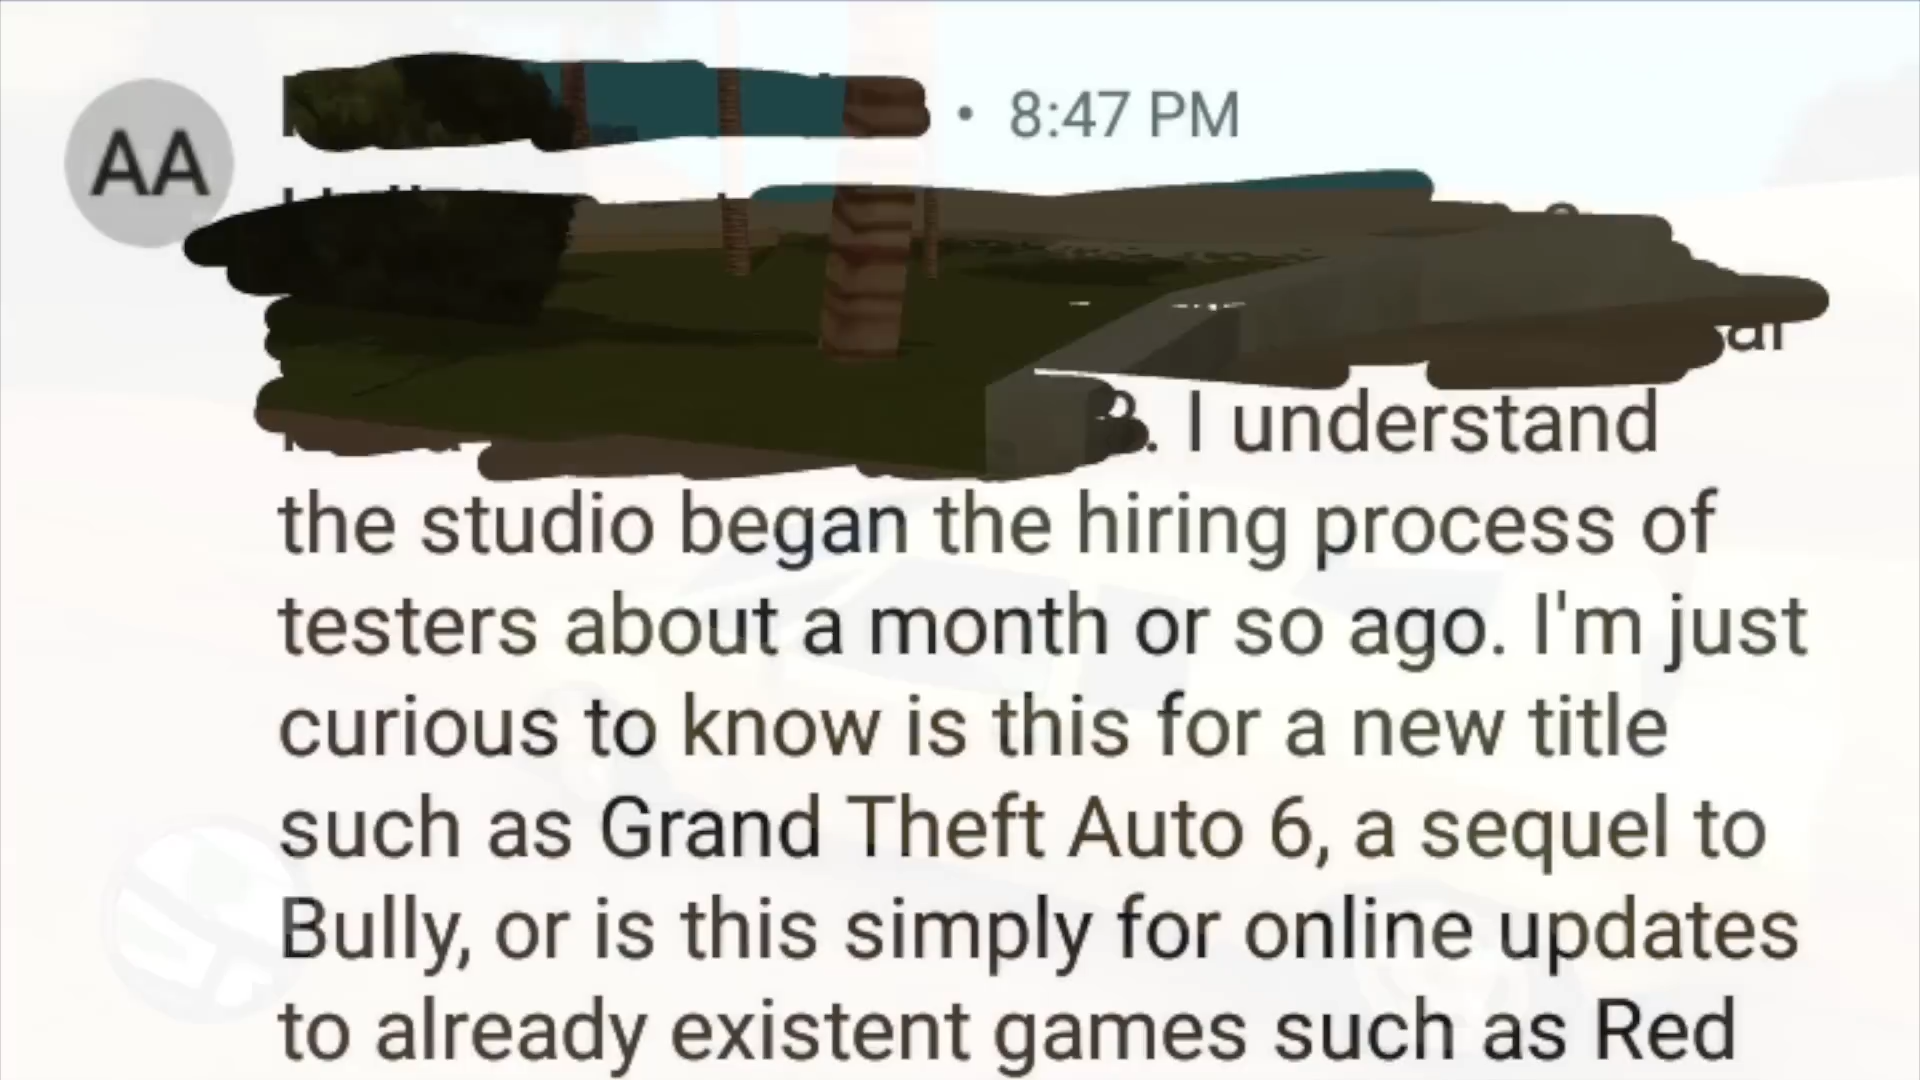 AA
• 8:47 PM
. I understand
the studio began the hiring process of
testers about a month or so ago. I'm just
curious to know is this for a new title
such as Grand Theft Auto 6, a sequel to
Bully, or is this simply for online updates
to already existent games such as Red